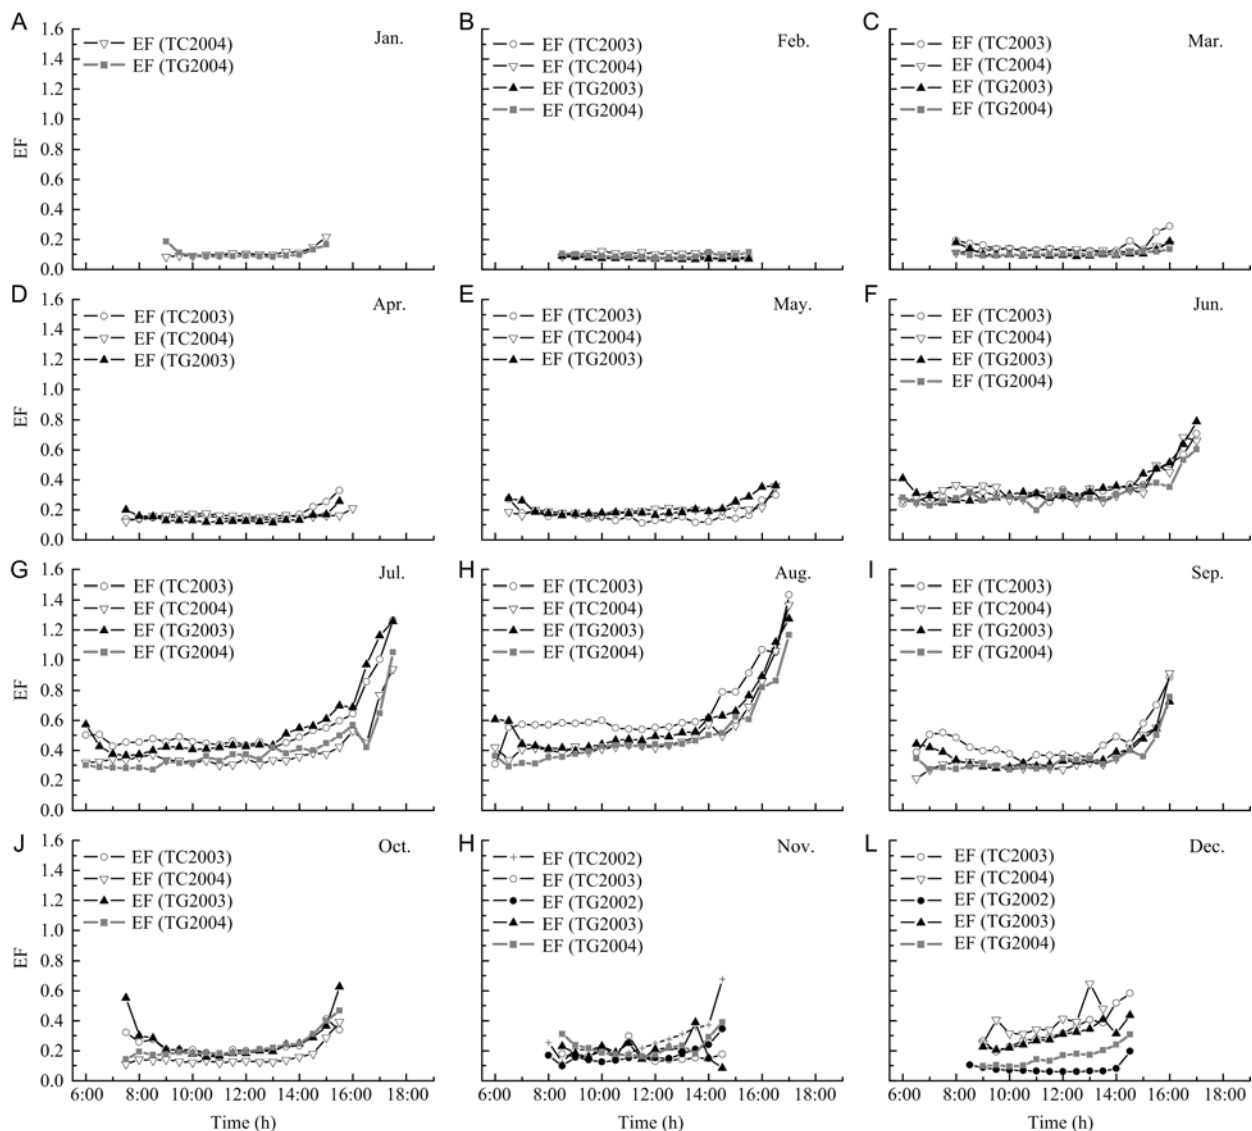 A
Jan.
EF (TC2004)
EF (TG2004)
1.6
1.4
1.2
1.0
0.8
0.6
0.4
0.2
0.0
EF
B
Feb.
EF (TC2003)
EF (TC2004)
EF (TG2003)
EF (TG2004)
C
Mar.
EF (TC2003)
EF (TC2004)
EF (TG2003)
EF (TG2004)
D
Apr.
EF (TC2003)
EF (TC2004)
EF (TG2003)
1.6
1.4
1.2
1.0
0.8
0.6
0.4
0.2
0.0
EF
E
May.
EF (TC2003)
EF (TC2004)
EF (TG2003)
F
Jun.
EF (TC2003)
EF (TC2004)
EF (TG2003)
EF (TG2004)
G
Jul.
EF (TC2003)
EF (TC2004)
EF (TG2003)
EF (TG2004)
1.6
1.4
1.2
1.0
0.8
0.6
0.4
0.2
0.0
EF
H
Aug.
EF (TC2003)
EF (TC2004)
EF (TG2003)
EF (TG2004)
I
Sep.
EF (TC2003)
EF (TC2004)
EF (TG2003)
EF (TG2004)
J
Oct.
EF (TC2003)
EF (TC2004)
EF (TG2003)
EF (TG2004)
1.6
1.4
1.2
1.0
0.8
0.6
0.4
0.2
0.0
EF
6:00 10:00 14:00 18:00
Time (h)
H
Nov.
EF (TC2002)
EF (TC2003)
EF (TG2002)
EF (TG2003)
EF (TG2004)
6:00 8:00 10:00 12:00 14:00 16:00 18:00
Time (h)
L
Dec.
EF (TC2003)
EF (TC2004)
EF (TG2002)
EF (TG2003)
EF (TG2004)
6:00 8:00 10:00 12:00 14:00 16:00 18:00
Time (h)